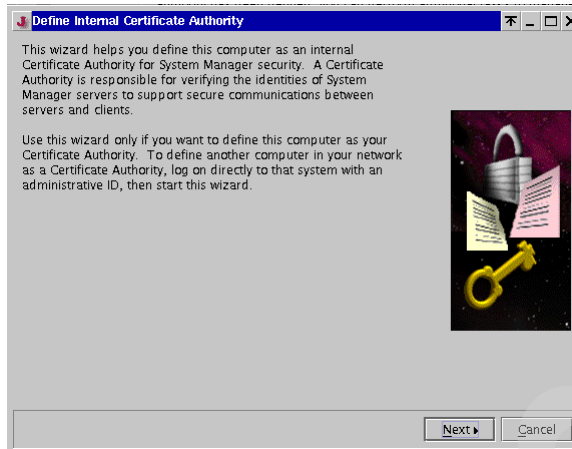 Define Internal Certificate Authority
This wizard helps you define this computer as an internal
Certificate Authority for System Manager security. A Certificate
Authority is responsible for verifying the identities of System
Manager servers to support secure communications between
servers and clients.
Use this wizard only if you want to define this computer as your
Certificate Authority. To define another computer in your network
as a Certificate Authority, log on directly to that system with an
administrative ID, then start this wizard.
Next
Cancel